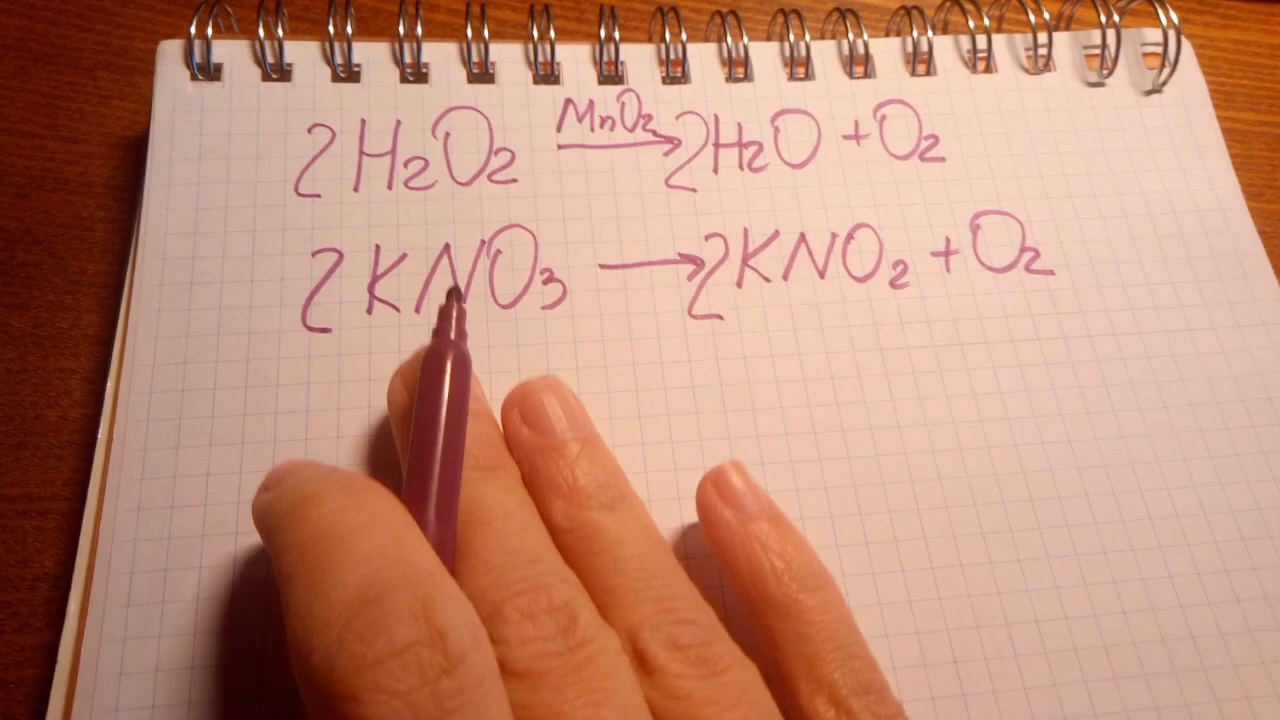 2H₂O₂ —MnO₂→ 2H₂O + O₂
2KNO₃ → 2KNO₂ + O₂